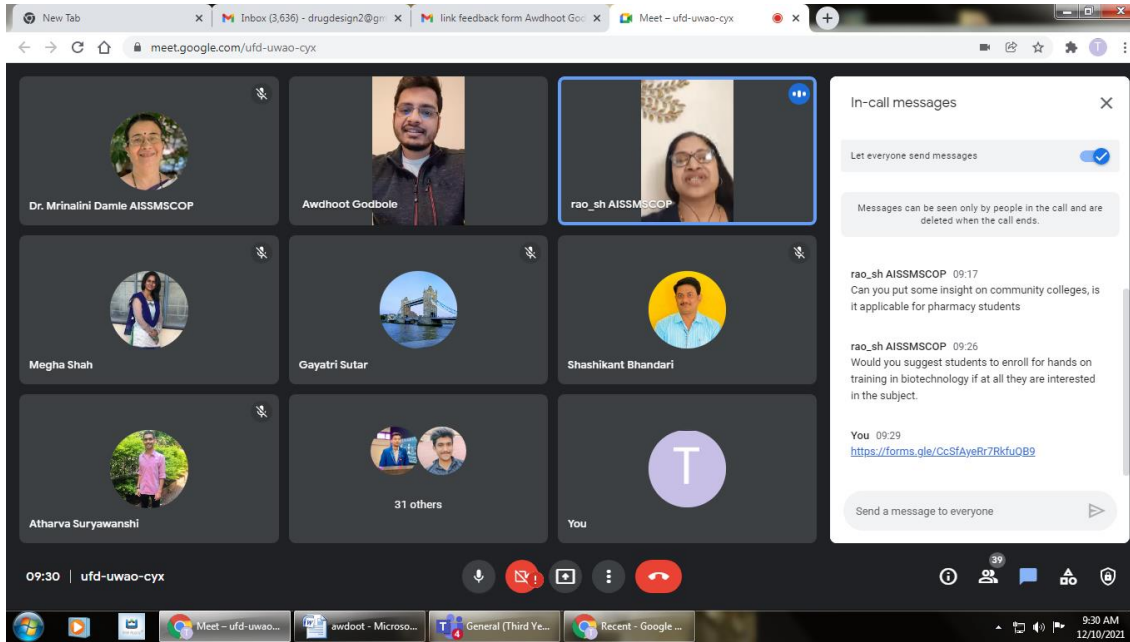 New Tab
Inbox (3,636) - drugdesign2@gm
link feedback form Awdhoot God
Meet – ufd-uwao-cyx
meet.google.com/ufd-uwao-cyx
T
Dr. Mrinalini Damle AISSMSCOP
Awdhoot Godbole
rao_sh AISSMSCOP
Megha Shah
Gayatri Sutar
Shashikant Bhandari
Atharva Suryawanshi
31 others
T
You
In-call messages
Let everyone send messages
Messages can be seen only by people in the call and are
deleted when the call ends.
rao_sh AISSMSCOP 09:17
Can you put some insight on community colleges, is
it applicable for pharmacy students
rao_sh AISSMSCOP 09:26
Would you suggest students to enroll for hands on
training in biotechnology if at all they are interested
in the subject.
You 09:29
https://forms.gle/CcSfAyeRr7RkfuQB9
Send a message to everyone
09:30 | ufd-uwao-cyx
39
Meet – ufd-uwao...
awdoot - Microso...
4
General (Third Ye...
Recent - Google ...
9:30 AM
12/10/2021